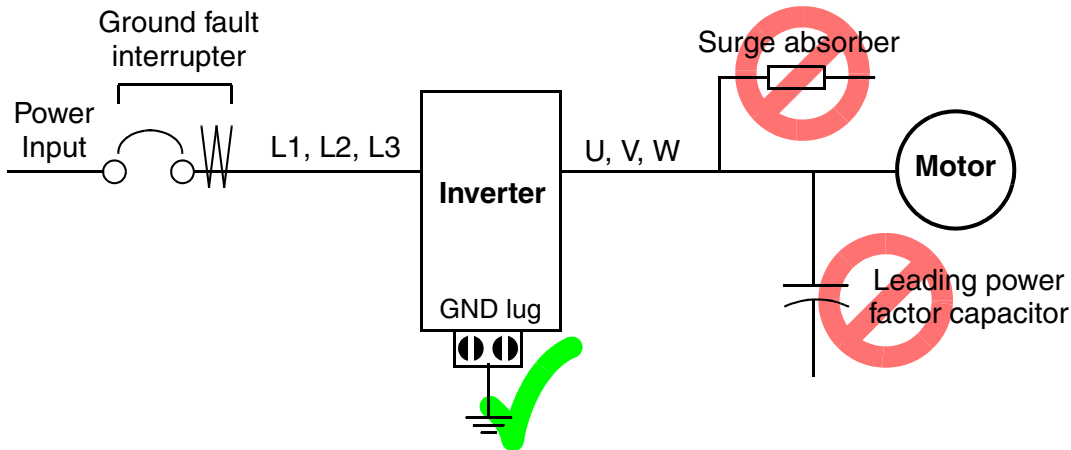 Ground fault
interrupter
Surge absorber
Power
Input
L1, L2, L3
U, V, W
Motor
Inverter
GND lug
Leading power
factor capacitor